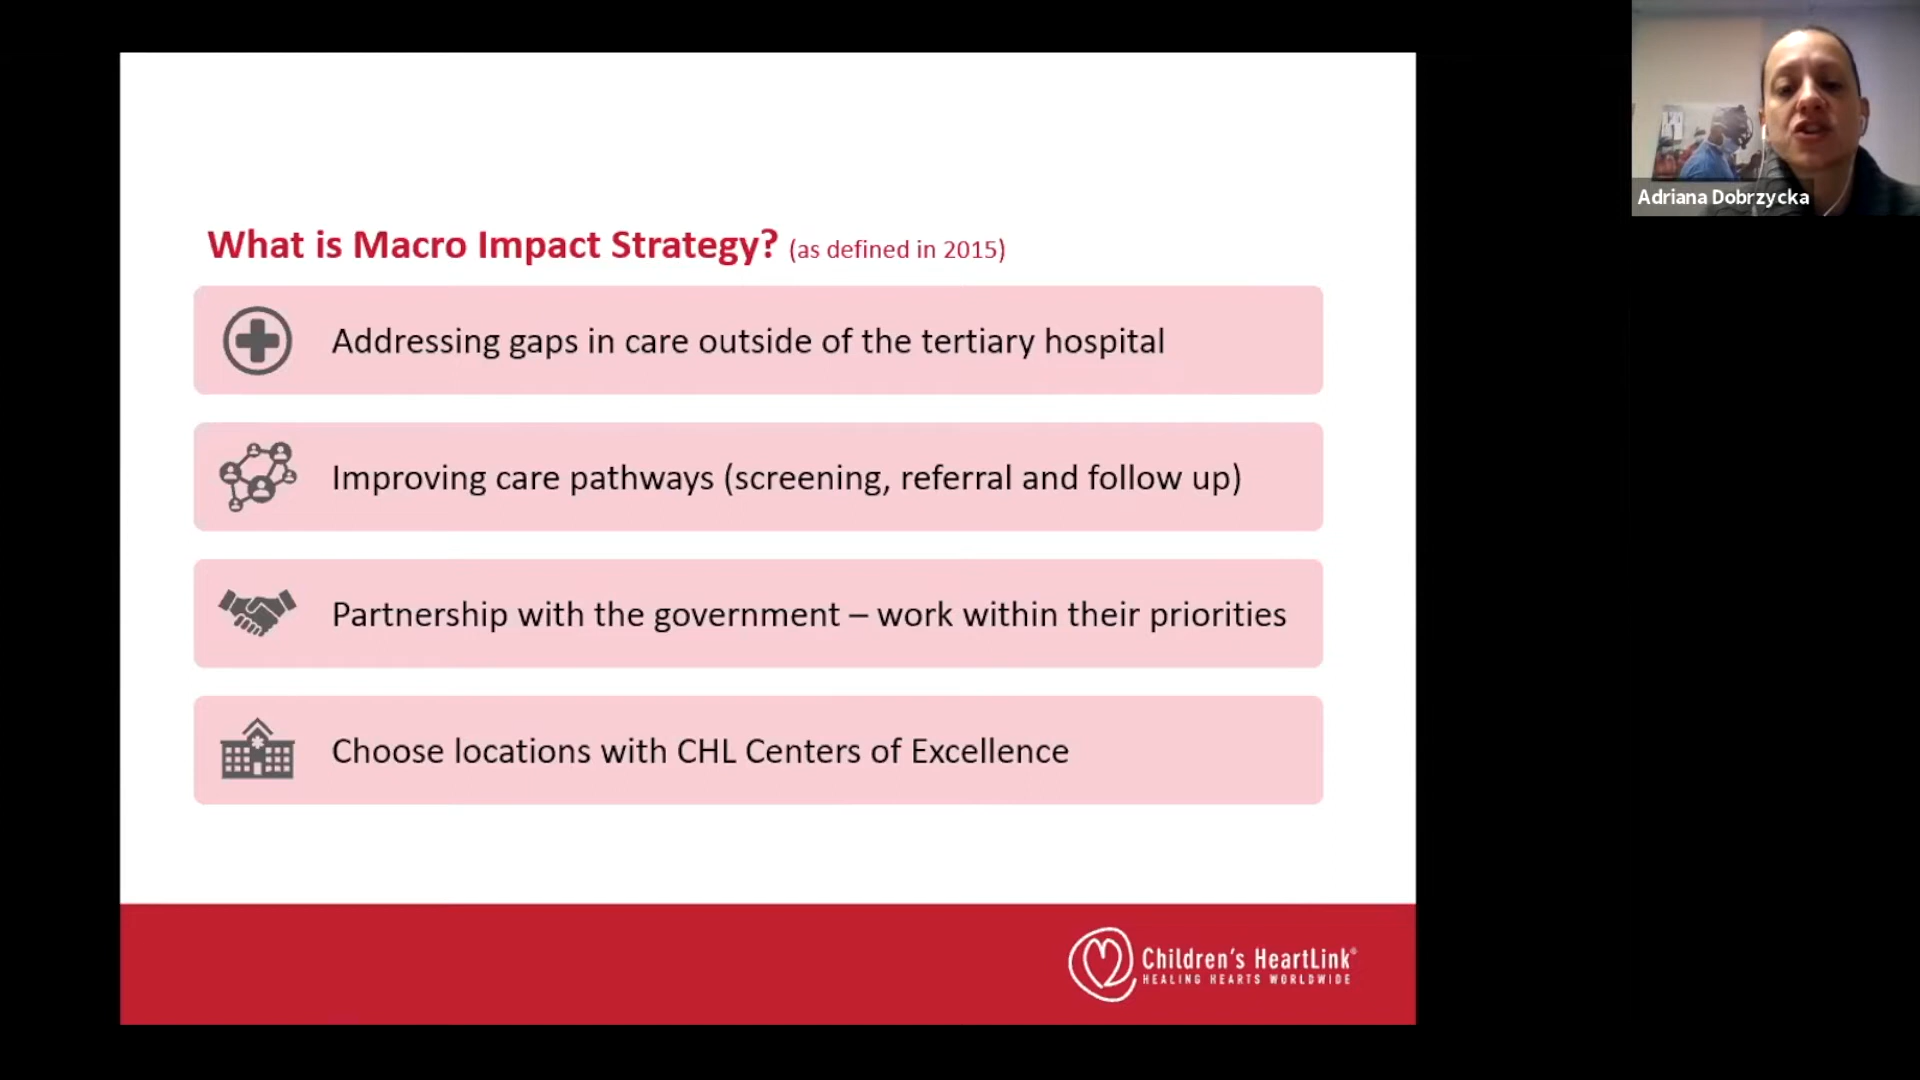 What is Macro Impact Strategy? (as defined in 2015)
Addressing gaps in care outside of the tertiary hospital
Improving care pathways (screening, referral and follow up)
Partnership with the government – work within their priorities
Choose locations with CHL Centers of Excellence
Children's HeartLink®
HEALING HEARTS WORLDWIDE
Adriana Dobrzycka